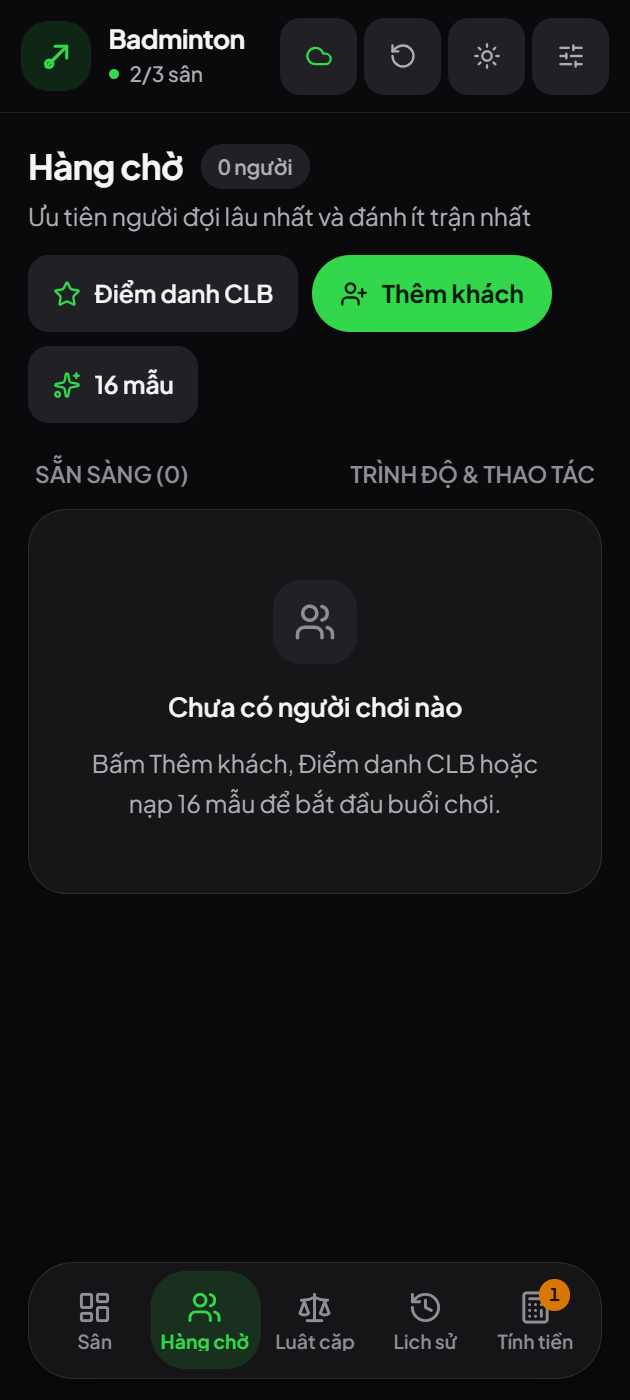 Badminton
2/3 sân
Hàng chờ
0 người
Ưu tiên người đợi lâu nhất và đánh ít trận nhất
Điểm danh CLB
Thêm khách
16 mẫu
SẴN SÀNG (0)
TRÌNH ĐỘ & THAO TÁC
Chưa có người chơi nào
Bấm Thêm khách, Điểm danh CLB hoặc
nạp 16 mẫu để bắt đầu buổi chơi.
1
Sân
Hàng chờ
Luật cặp
Lịch sử
Tính tiền